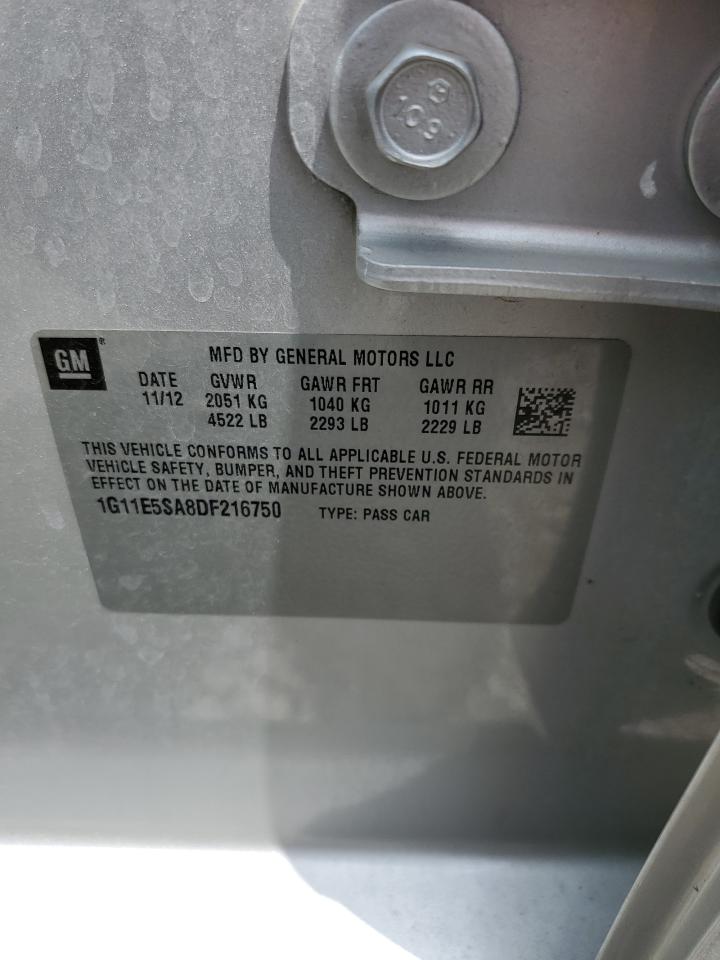 109
GM®
MFD BY GENERAL MOTORS LLC
DATE GVWR GAWR FRT GAWR RR
11/12 2051 KG 1040 KG 1011 KG
4522 LB 2293 LB 2229 LB
THIS VEHICLE CONFORMS TO ALL APPLICABLE U.S. FEDERAL MOTOR
VEHICLE SAFETY, BUMPER, AND THEFT PREVENTION STANDARDS IN
EFFECT ON THE DATE OF MANUFACTURE SHOWN ABOVE.
1G11E5SA8DF216750 TYPE: PASS CAR